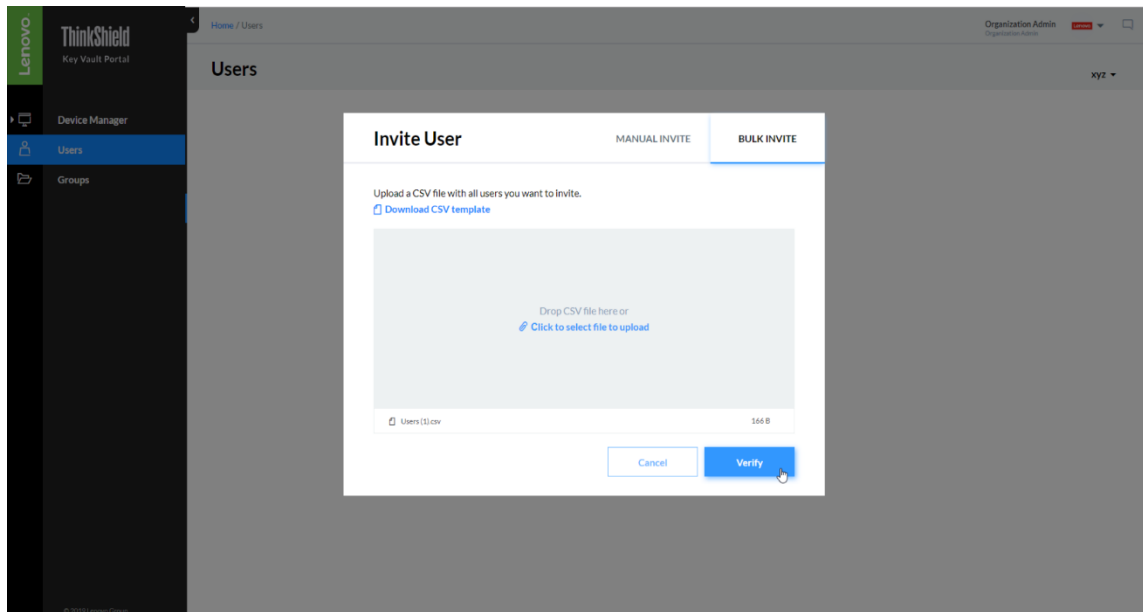 Lenovo.
ThinkShield
Key Vault Portal
Device Manager
Users
Groups
Home / Users
Organization Admin
Organization Admin
Lenovo
Users
xyz
Invite User
MANUAL INVITE
BULK INVITE
Upload a CSV file with all users you want to invite.
Download CSV template
Drop CSV file here or
Click to select file to upload
Users (1).csv
166 B
Cancel
Verify